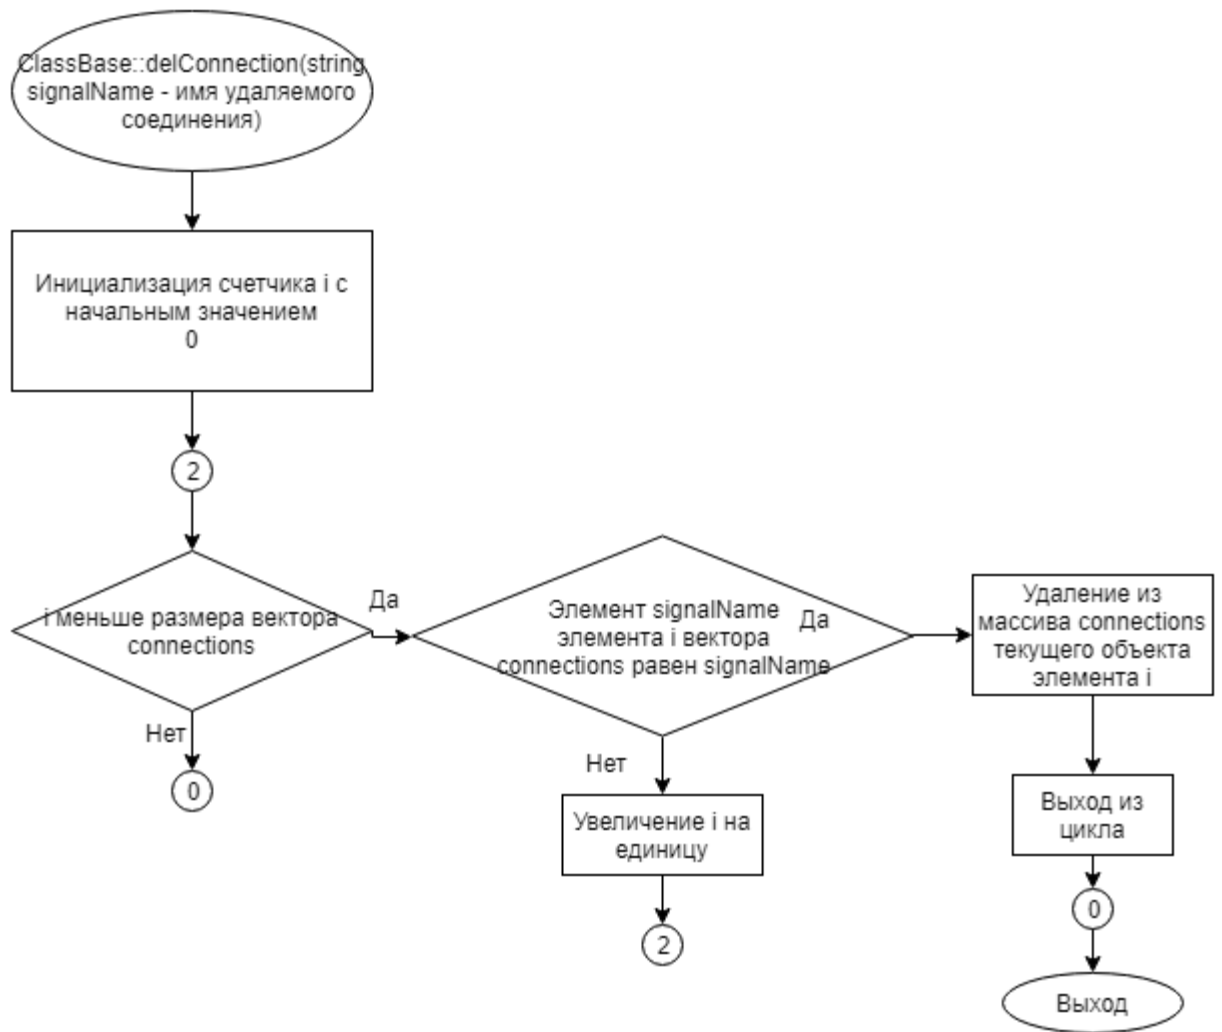 ClassBase::delConnection(string
signalName - имя удаляемого
соединения)
Инициализация счетчика i с
начальным значением
0
2
i меньше размера вектора
connections
Да
Нет
0
Элемент signalName
элемента i вектора
connections равен signalName
Да
Нет
Увеличение i на
единицу
2
Удаление из
массива connections
текущего объекта
элемента i
Выход из
цикла
0
Выход